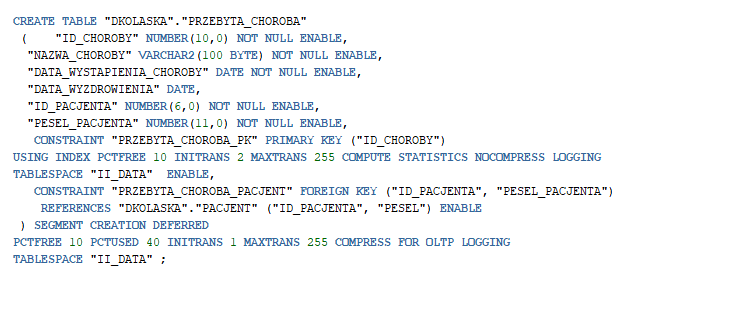 CREATE TABLE "DKOLASKA"."PRZEBYTA_CHOROBA"
( "ID_CHOROBY" NUMBER(10,0) NOT NULL ENABLE,
"NAZWA_CHOROBY" VARCHAR2(100 BYTE) NOT NULL ENABLE,
"DATA_WYSTAPIENIA_CHOROBY" DATE NOT NULL ENABLE,
"DATA_WYZDROWIENIA" DATE,
"ID_PACJENTA" NUMBER(6,0) NOT NULL ENABLE,
"PESEL_PACJENTA" NUMBER(11,0) NOT NULL ENABLE,
CONSTRAINT "PRZEBYTA_CHOROBA_PK" PRIMARY KEY ("ID_CHOROBY")
USING INDEX PCTFREE 10 INITRANS 2 MAXTRANS 255 COMPUTE STATISTICS NOCOMPRESS LOGGING
TABLESPACE "II_DATA" ENABLE,
CONSTRAINT "PRZEBYTA_CHOROBA_PACJENT" FOREIGN KEY ("ID_PACJENTA", "PESEL_PACJENTA")
REFERENCES "DKOLASKA"."PACJENT" ("ID_PACJENTA", "PESEL") ENABLE
) SEGMENT CREATION DEFERRED
PCTFREE 10 PCTUSED 40 INITRANS 1 MAXTRANS 255 COMPRESS FOR OLTP LOGGING
TABLESPACE "II_DATA" ;